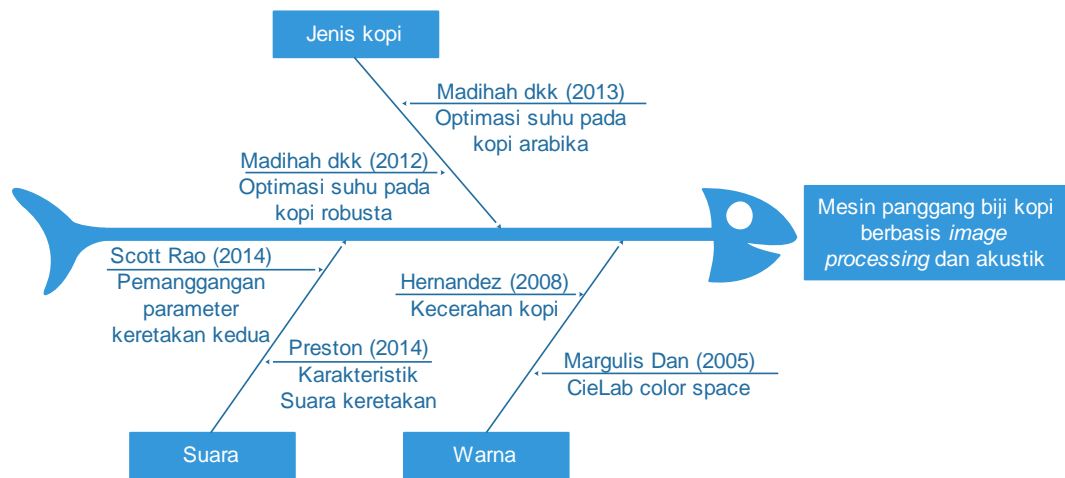 Jenis kopi
Madihah dkk (2013)
Optimasi suhu pada
kopi arabika
Madihah dkk (2012)
Optimasi suhu pada
kopi robusta
Mesin panggang biji kopi
berbasis image
processing dan akustik
Scott Rao (2014)
Pemanggangan
parameter
keretakan kedua
Hernandez (2008)
Kecerahan kopi
Preston (2014)
Karakteristik
Suara keretakan
Margulis Dan (2005)
CieLab color space
Suara
Warna